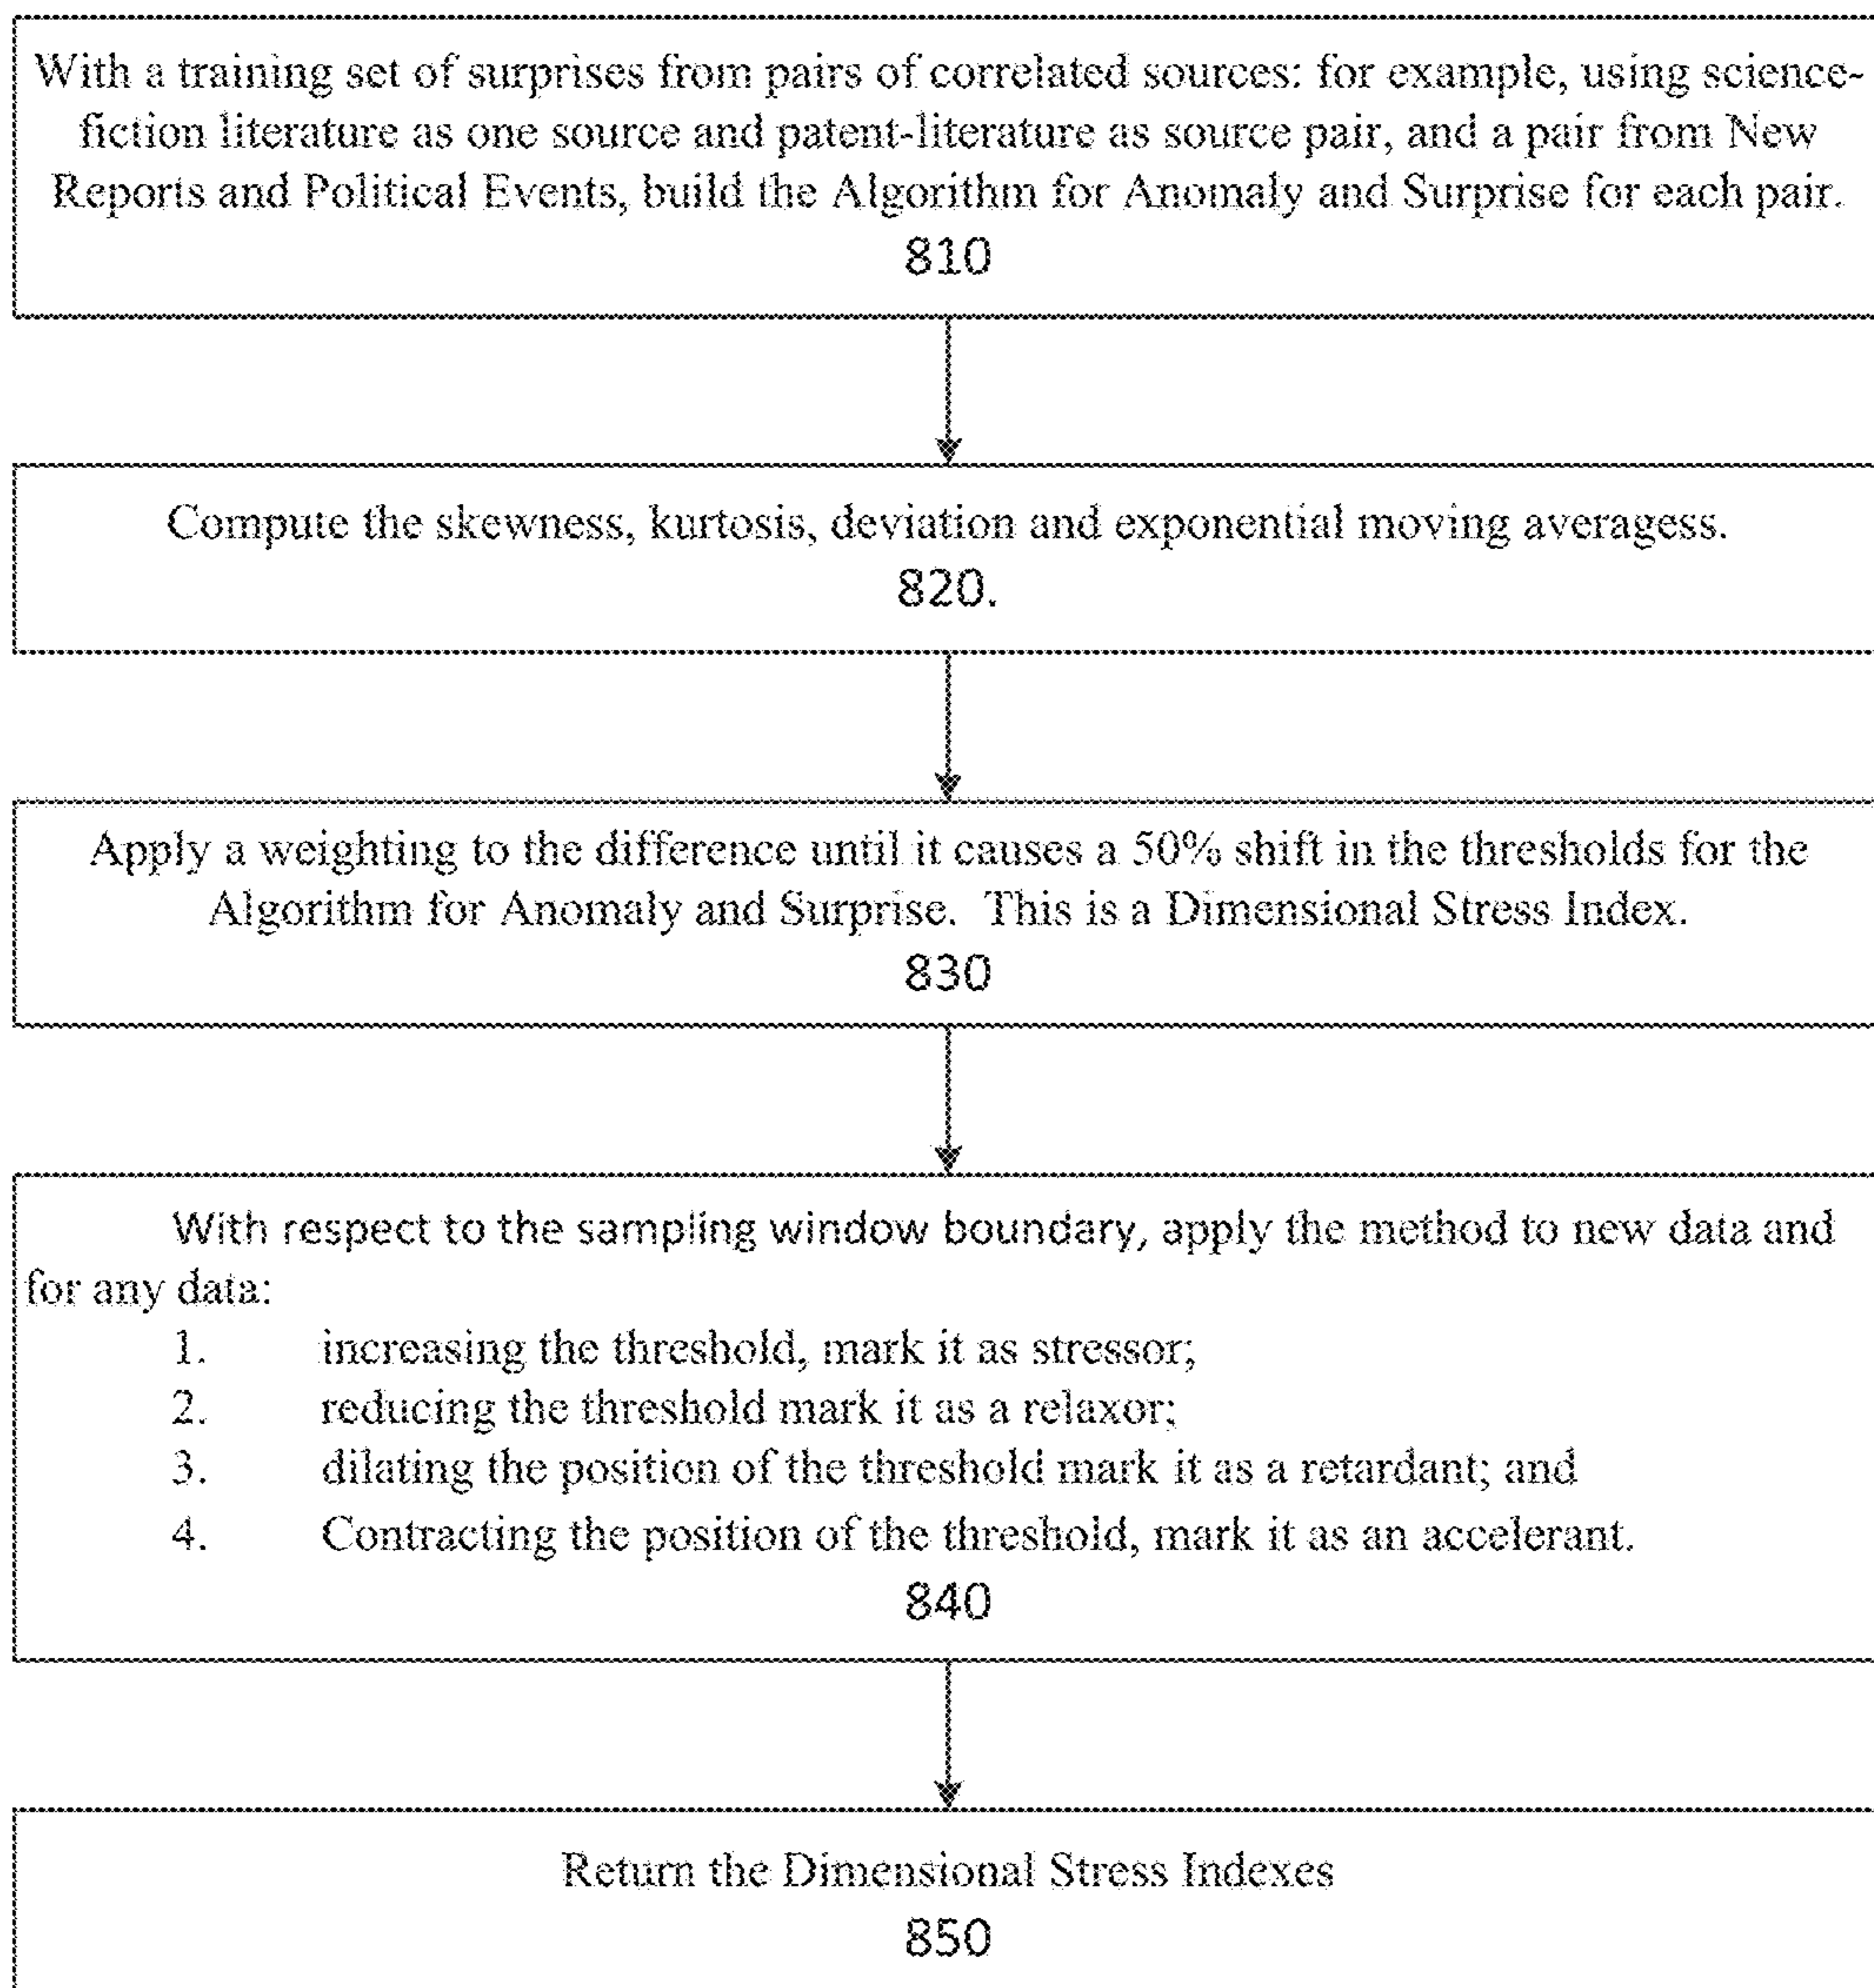 With a training set of surprises from pairs of correlated sources: for example, using science-
fiction literature as one source and patent-literature as source pair, and a pair from New
Reports and Political Events, build the Algorithm for Anomaly and Surprise for each pair.
810
Compute the skewness, kurtosis, deviation and exponential moving averagess.
820.
Apply a weighting to the difference until it causes a 50% shift in the thresholds for the
Algorithm for Anomaly and Surprise. This is a Dimensional Stress Index.
830
With respect to the sampling window boundary, apply the method to new data and
for any data:
1. increasing the threshold, mark it as stressor;
2. reducing the threshold mark it as a relaxor;
3. dilating the position of the threshold mark it as a retardant; and
4. Contracting the position of the threshold, mark it as an accelerant.
840
Return the Dimensional Stress Indexes
850